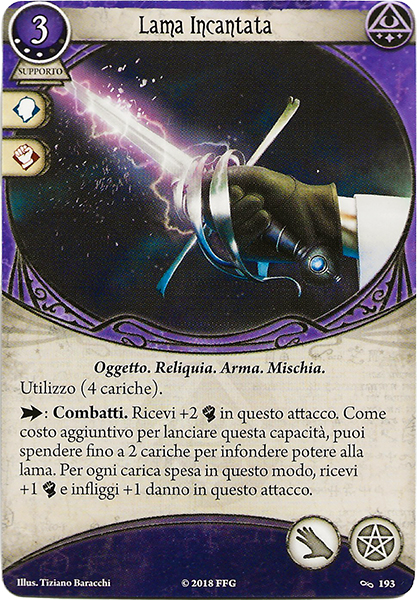 3
Lama Incantata
SUPPORTO
Oggetto. Reliquia. Arma. Mischia.
Utilizzo (4 cariche).
: Combatti. Ricevi +2 in questo attacco. Come
costo aggiuntivo per lanciare questa capacità, puoi
spendere fino a 2 cariche per infondere potere alla
lama. Per ogni carica spesa in questo modo, ricevi
+1 e infliggi +1 danno in questo attacco.
Illus. Tiziano Baracchi
© 2018 FFG
193